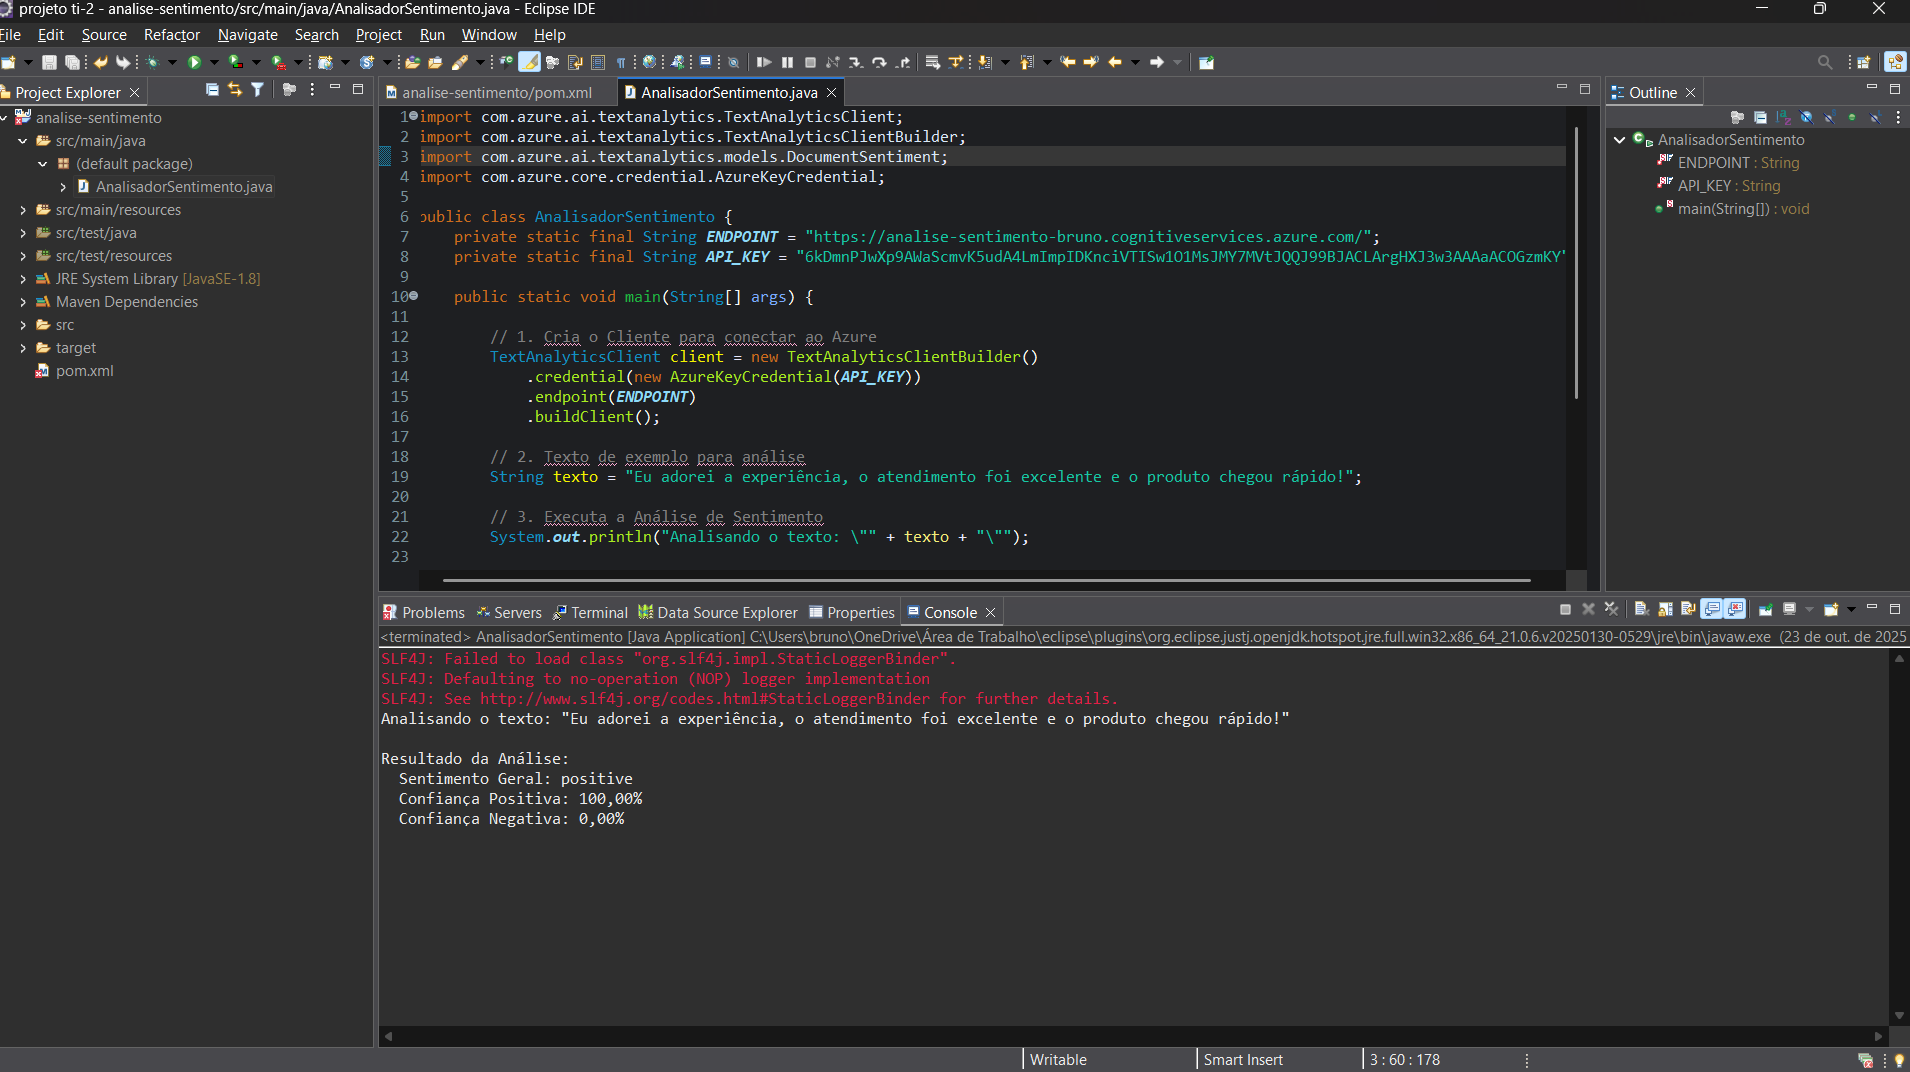 projeto ti-2 - analise-sentimento/src/main/java/AnalisadorSentimento.java - Eclipse IDE
File Edit Source Refactor Navigate Search Project Run Window Help
Project Explorer
analise-sentimento
src/main/java
(default package)
AnalisadorSentimento.java
src/main/resources
src/test/java
src/test/resources
JRE System Library [JavaSE-1.8]
Maven Dependencies
src
target
pom.xml
analise-sentimento/pom.xml AnalisadorSentimento.java
1 import com.azure.ai.textanalytics.TextAnalyticsClient;
2 import com.azure.ai.textanalytics.TextAnalyticsClientBuilder;
3 import com.azure.ai.textanalytics.models.DocumentSentiment;
4 import com.azure.core.credential.AzureKeyCredential;
5
6 public class AnalisadorSentimento {
7 private static final String ENDPOINT = "https://analise-sentimento-bruno.cognitiveservices.azure.com/";
8 private static final String API_KEY = "6kDmnPJwXp9AWaScmvK5udA4LmImpIDKnciVTISw1O1MsJMY7MVtJQQJ99BJACLArgHXJ3w3AAAaACOGzmKY"
9
10 public static void main(String[] args) {
11
12 // 1. Cria o Cliente para conectar ao Azure
13 TextAnalyticsClient client = new TextAnalyticsClientBuilder()
14 .credential(new AzureKeyCredential(API_KEY))
15 .endpoint(ENDPOINT)
16 .buildClient();
17
18 // 2. Texto de exemplo para análise
19 String texto = "Eu adorei a experiência, o atendimento foi excelente e o produto chegou rápido!";
20
21 // 3. Executa a Análise de Sentimento
22 System.out.println("Analisando o texto: \"" + texto + "\"");
23
Outline
AnalisadorSentimento
ENDPOINT : String
API_KEY : String
main(String[]) : void
Problems Servers Terminal Data Source Explorer Properties Console
<terminated> AnalisadorSentimento [Java Application] C:\Users\bruno\OneDrive\Área de Trabalho\eclipse\plugins\org.eclipse.justj.openjdk.hotspot.jre.full.win32.x86_64_21.0.6.v20250130-0529\jre\bin\javaw.exe (23 de out. de 2025
SLF4J: Failed to load class "org.slf4j.impl.StaticLoggerBinder".
SLF4J: Defaulting to no-operation (NOP) logger implementation
SLF4J: See http://www.slf4j.org/codes.html#StaticLoggerBinder for further details.
Analisando o texto: "Eu adorei a experiência, o atendimento foi excelente e o produto chegou rápido!"
Resultado da Análise:
Sentimento Geral: positive
Confiança Positiva: 100,00%
Confiança Negativa: 0,00%
Writable Smart Insert 3 : 60 : 178